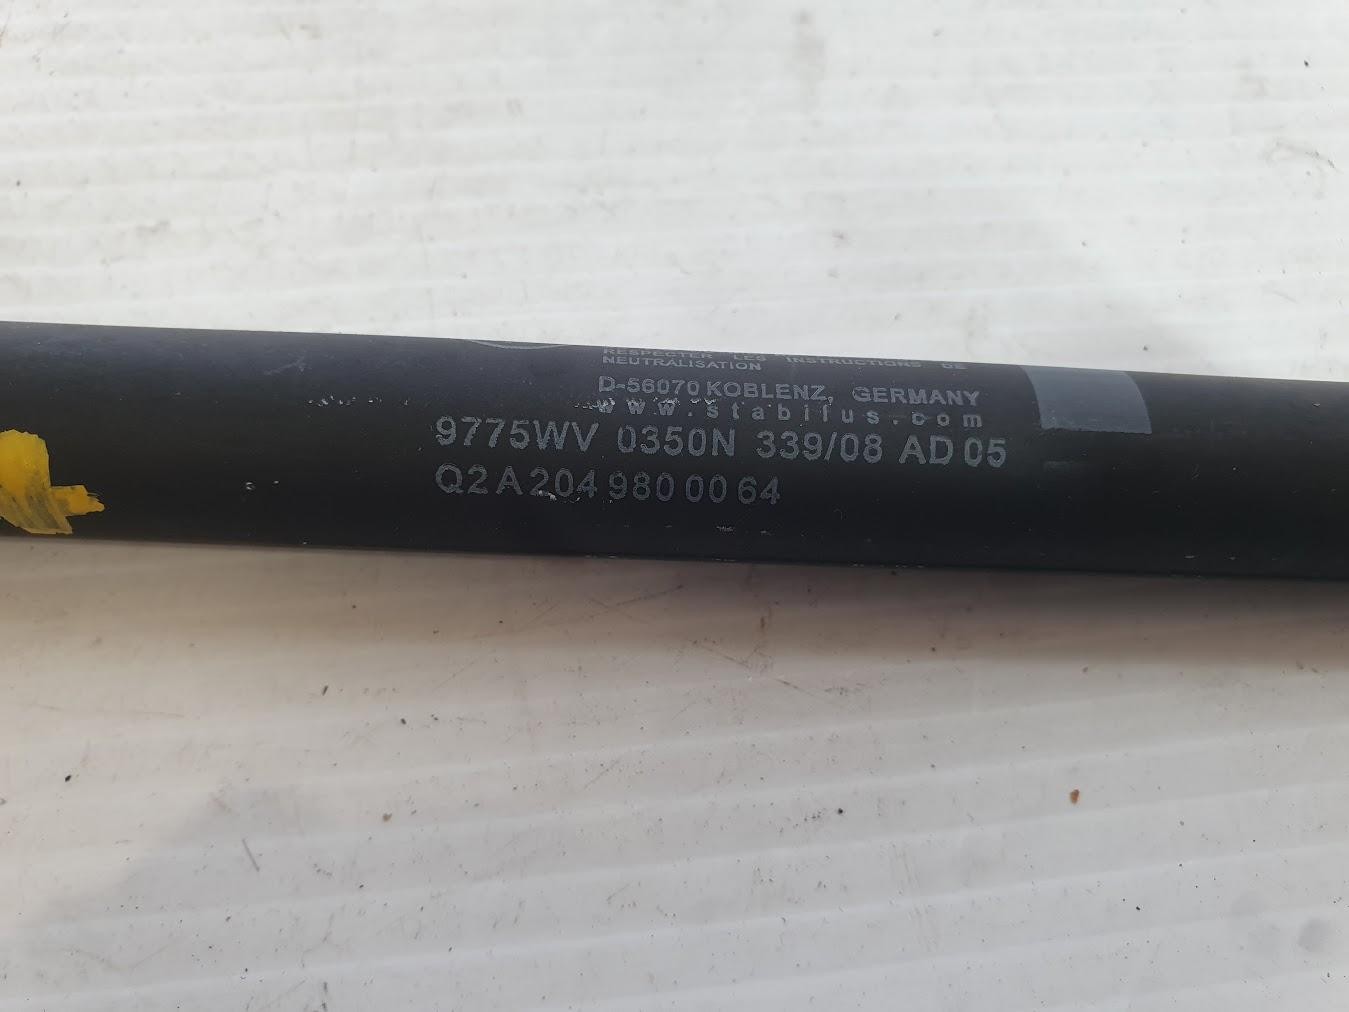 RESPECTER LES INSTRUCTIONS DE
NEUTRALISATION
D-56070 KOBLENZ, GERMANY
www.stabilus.com
9775WV 0350N 339/08 AD 05
Q2 A 204 980 00 64